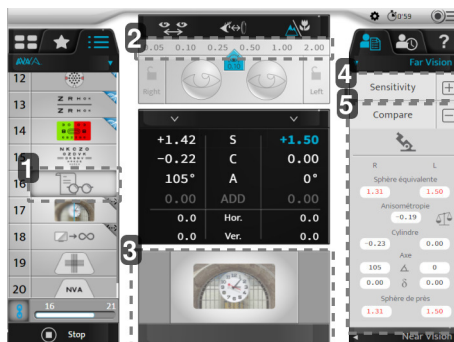 0'59
AVA
12
13
Z R H
14
15
N K C Z O
16
17
18
→∞
19
20
NVA
16
21
Stop
1
2
0.05 0.10 0.25 0.50 1.00 2.00
0.10
Right
Left
+1.42 S +1.50
−0.22 C 0.00
105° A 0°
0.00 ADD 0.00
0.0 Hor. 0.0
0.0 Ver. 0.0
3
?
Far Vision
4
Sensitivity
5
Compare
R L
Sphère équivalente
1.31 1.50
Anisométropie
−0.19
Cylindre
−0.23 0.00
Axe
105 0
0.00 δ 0.00
Sphère de près
1.31 1.50
Near Vision